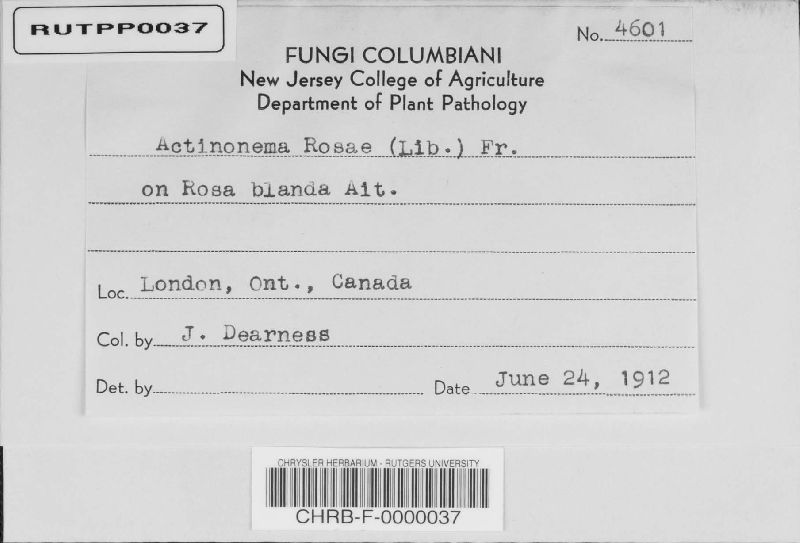 RUTPP0037
No. 4601
FUNGI COLUMBIANI
New Jersey College of Agriculture
Department of Plant Pathology
Actinonema Rosae (Lib.) Fr.
on Rosa blanda Ait.
Loc. London, Ont., Canada
Col. by J. Dearness
Det. by Date June 24, 1912
CHRYSLER HERBARIUM - RUTGERS UNIVERSITY
CHRB-F-0000037